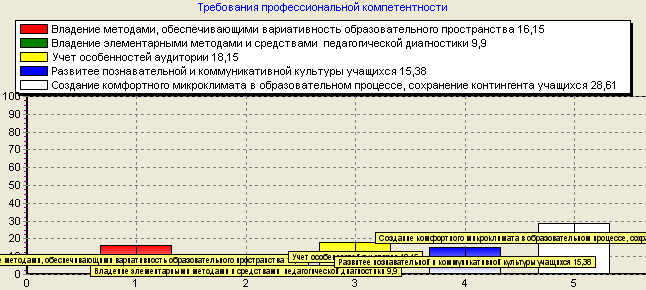 Требования профессиональной компетентности
Владение методами, обеспечивающими вариативность образовательного пространства 16,15
Владение элементарными методами и средствами педагогической диагностики 9,9
Учет особенностей аудитории 18,15
Развитее познавательной и коммуникативной культуры учащихся 15,38
Создание комфортного микроклимата в образовательном процессе, сохранение контингента учащихся 28,61
100
90
80
70
60
50
40
30
20
Создание комфортного микроклимата в образовательном процессе,
10
Учет
методами, обеспечивающими вариативность образовательного пространства
Развитее познавательной и коммуникативной культуры учащихся 15,38
0
Владение элементарными методами и средствами педагогической диагностики 9,9
0 1 2 3 4 5